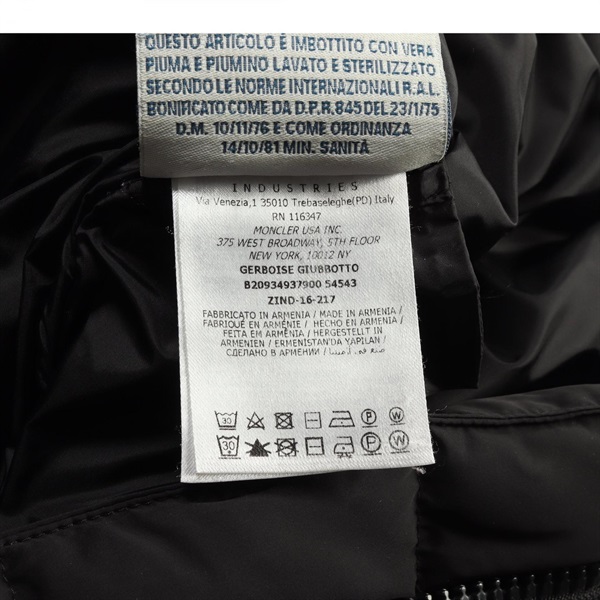 QUESTO ARTICOLO È IMBOTTITO CON VERA
PIUMA E PIUMINO LAVATO E STERILIZZATO
SECONDO LE NORME INTERNAZIONALI R.A.L.
BONIFICATO COME DA D.P.R. 845 DEL 23/1/75
D.M. 10/11/76 E COME ORDINANZA
14/10/81 MIN. SANITÁ
INDUSTRIES
Via Venezia,1 35010 Trebaseleghe(PD) Italy
RN 116347
MONCLER USA INC.
375 WEST BROADWAY, 5TH FLOOR
NEW YORK, 10012 NY
GERBOISE GIUBBOTTO
B20934937900 54543
ZIND-16-217
FABBRICATO IN ARMENIA / MADE IN ARMENIA /
FABRIQUÉ EN ARMÉNIE / HECHO EN ARMENIA /
FEITA EM ARMÉNIA / HERGESTELLT IN
ARMENIEN / ERMENISTAN'DA YAPILAN /
СДЕЛАНО В АРМЕНИИ /
30 P W
30 P W